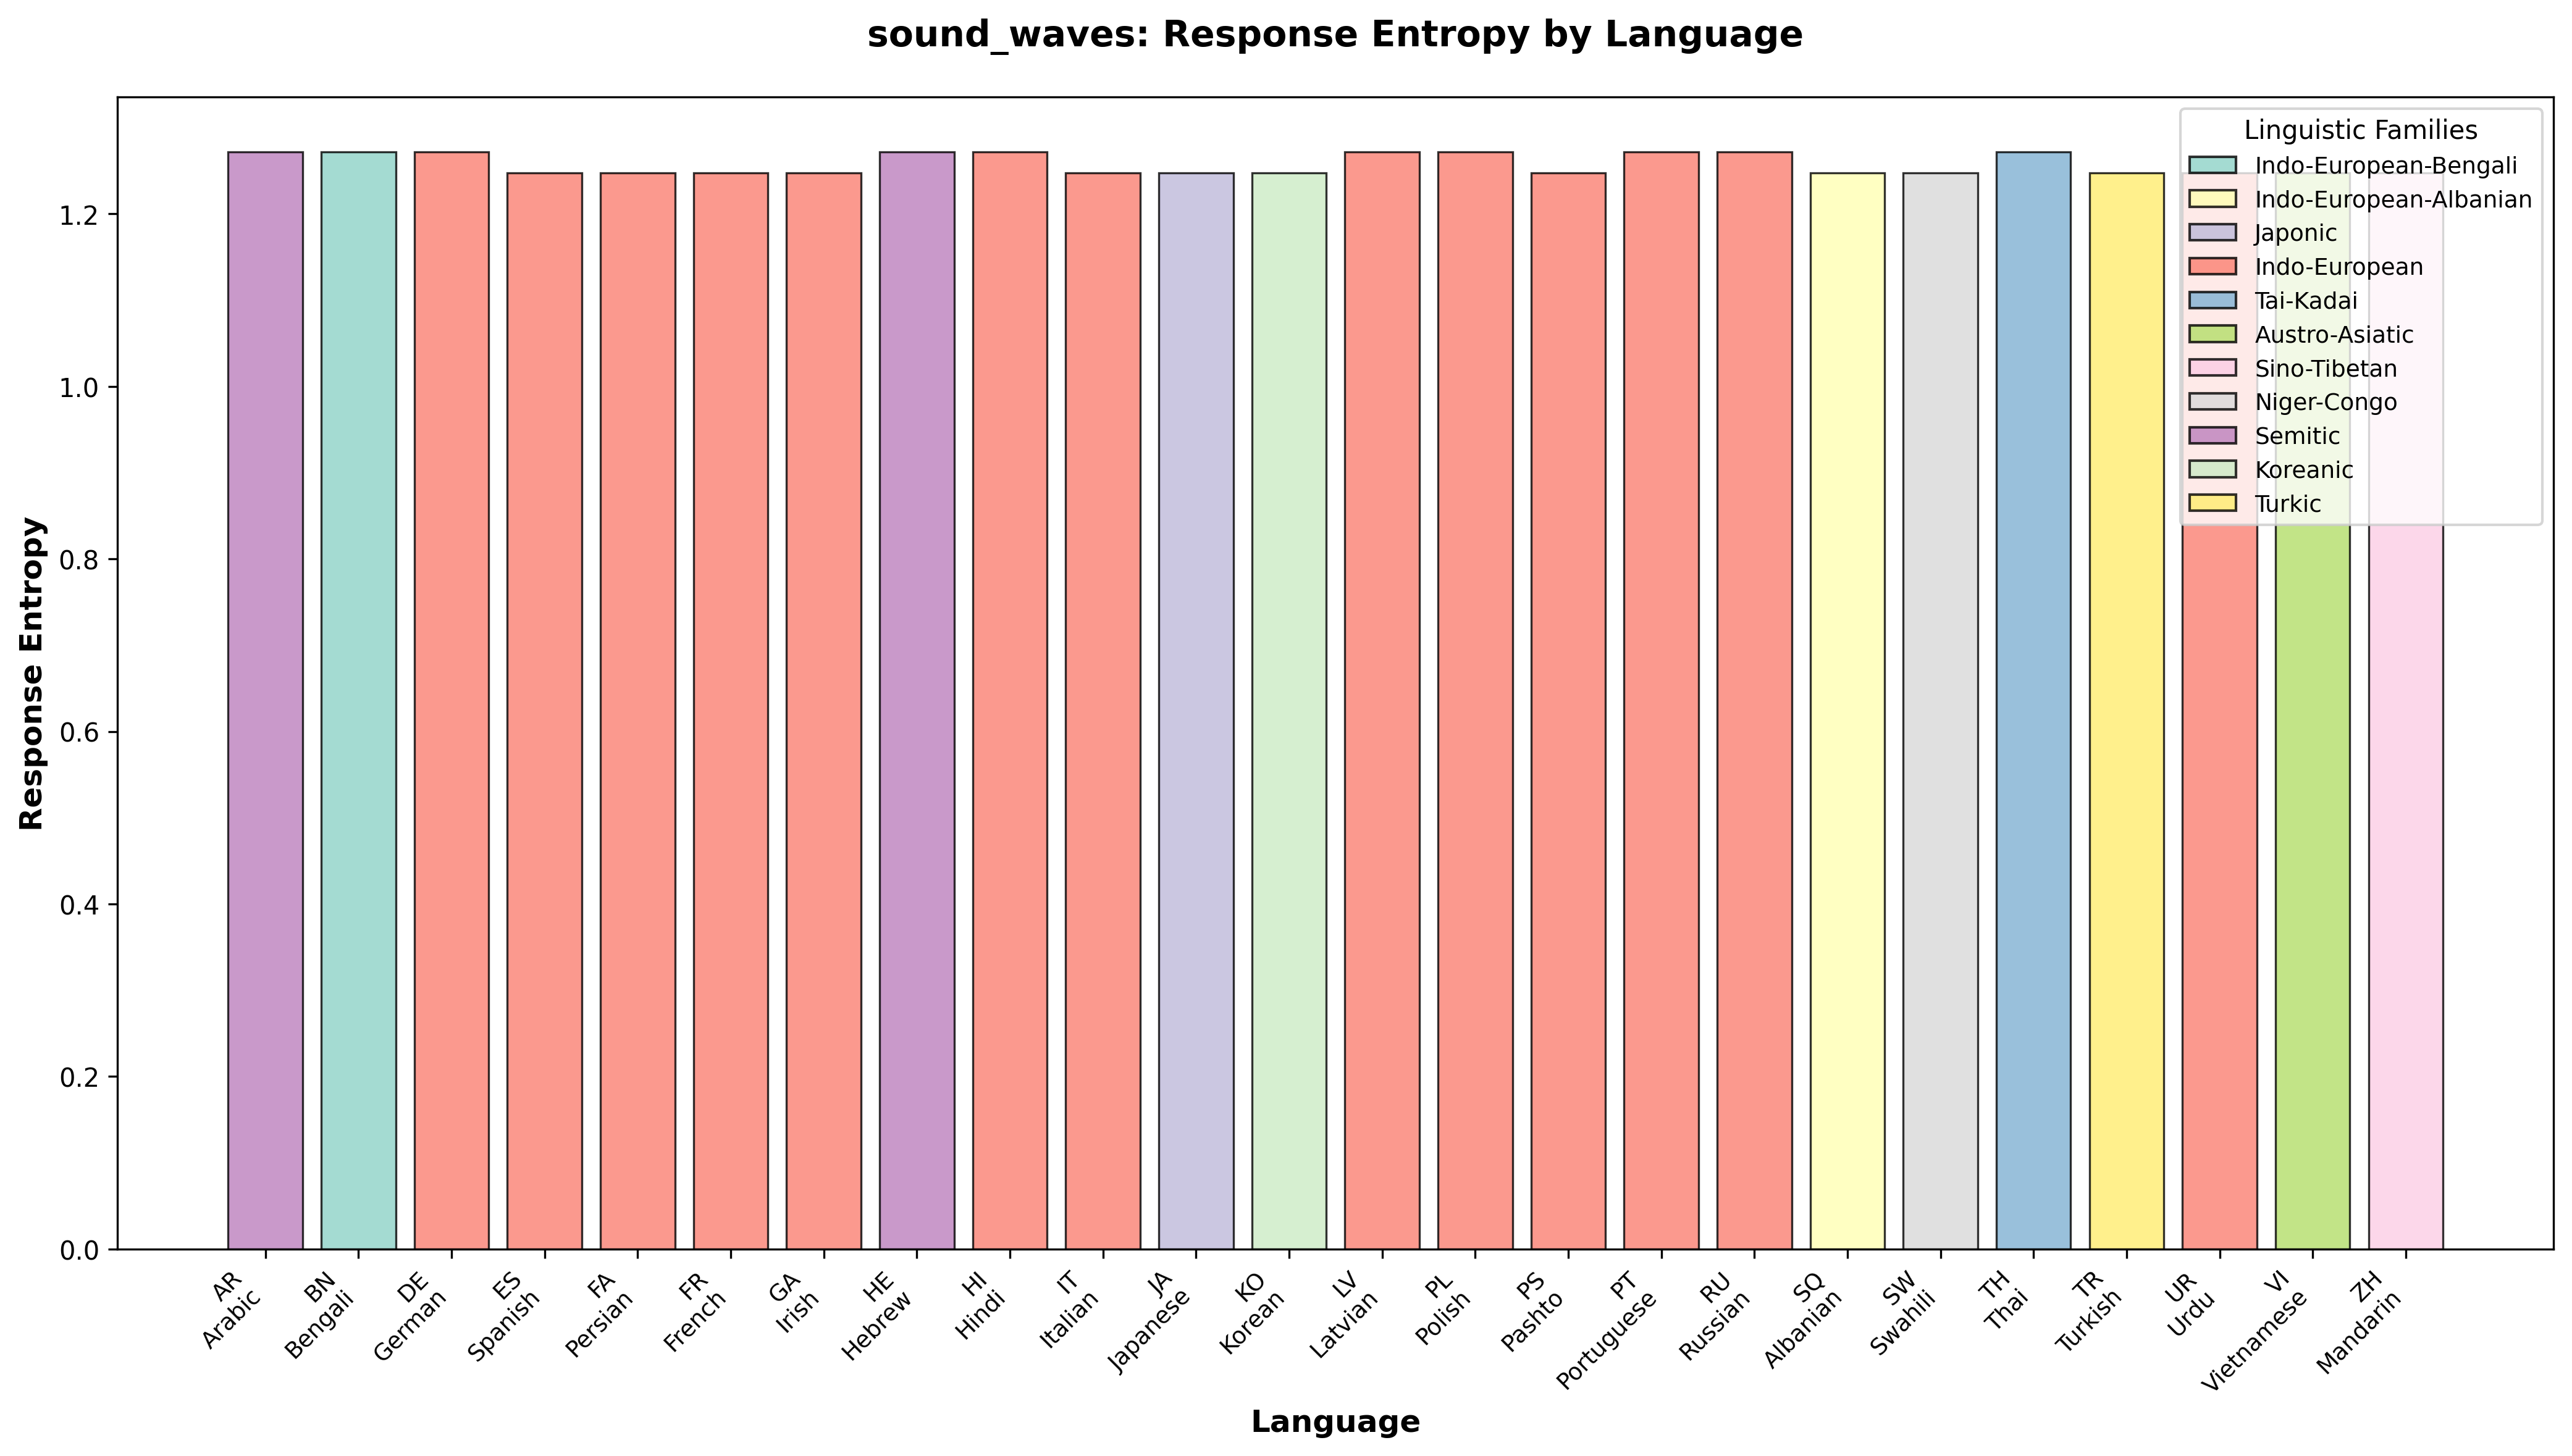 sound_waves: Response Entropy by Language
Linguistic Families
Indo-European-Bengali
Indo-European-Albanian
Japonic
Indo-European
Tai-Kadai
Austro-Asiatic
Sino-Tibetan
Niger-Congo
Semitic
Koreanic
Turkic
Response Entropy
1.2
1.0
0.8
0.6
0.4
0.2
0.0
AR
Arabic
BN
Bengali
DE
German
ES
Spanish
FA
Persian
FR
French
GA
Irish
HE
Hebrew
HI
Hindi
IT
Italian
JA
Japanese
KO
Korean
LV
Latvian
PL
Polish
PS
Pashto
PT
Portuguese
RU
Russian
SQ
Albanian
SW
Swahili
TH
Thai
TR
Turkish
UR
Urdu
VI
Vietnamese
ZH
Mandarin
Language